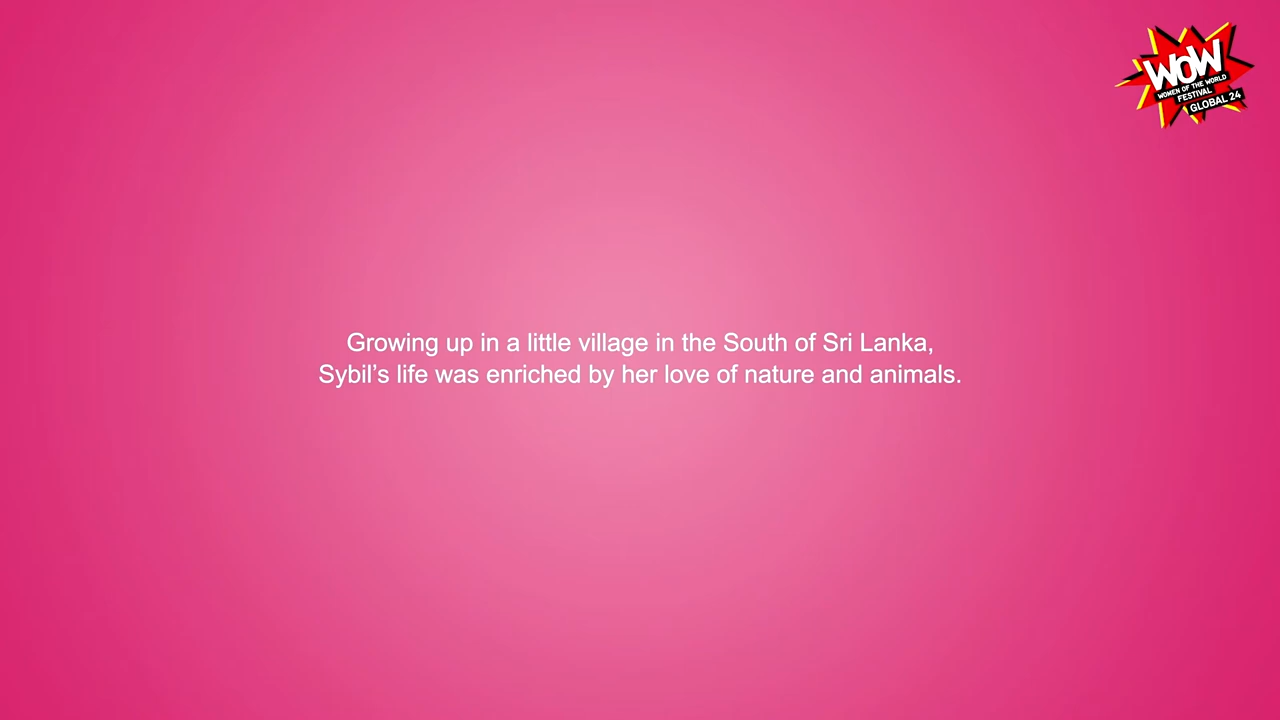 WOW
WOMEN OF THE WORLD
FESTIVAL
GLOBAL 24
Growing up in a little village in the South of Sri Lanka,
Sybil’s life was enriched by her love of nature and animals.